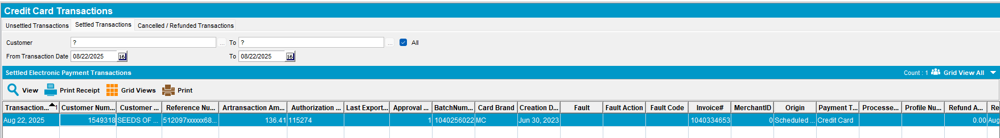 Credit Card Transactions
Unsettled Transactions Settled Transactions Cancelled / Refunded Transactions
Customer ? ... To ? ... All
From Transaction Date 08/22/2025 16 To 08/22/2025 16
Settled Electronic Payment Transactions Count : 1 Grid View All
View Print Receipt Grid Views Print
Transaction... 1 Customer Num... Customer ... Reference Nu... Artransaction Am... Authorization ... Last Export... Approval ... BatchNum... Card Brand Creation D... Fault Fault Action Fault Code Invoice# MerchantID Origin Payment T... Processe... Profile Nu... Refund A... Re
Aug 22, 2025 1549318 SEEDS OF ... 512097xxxxxx68... 136.41 115274 1 1040256022 MC Jun 30, 2023 1040334653 0 Scheduled ... Credit Card 0.00 Aug